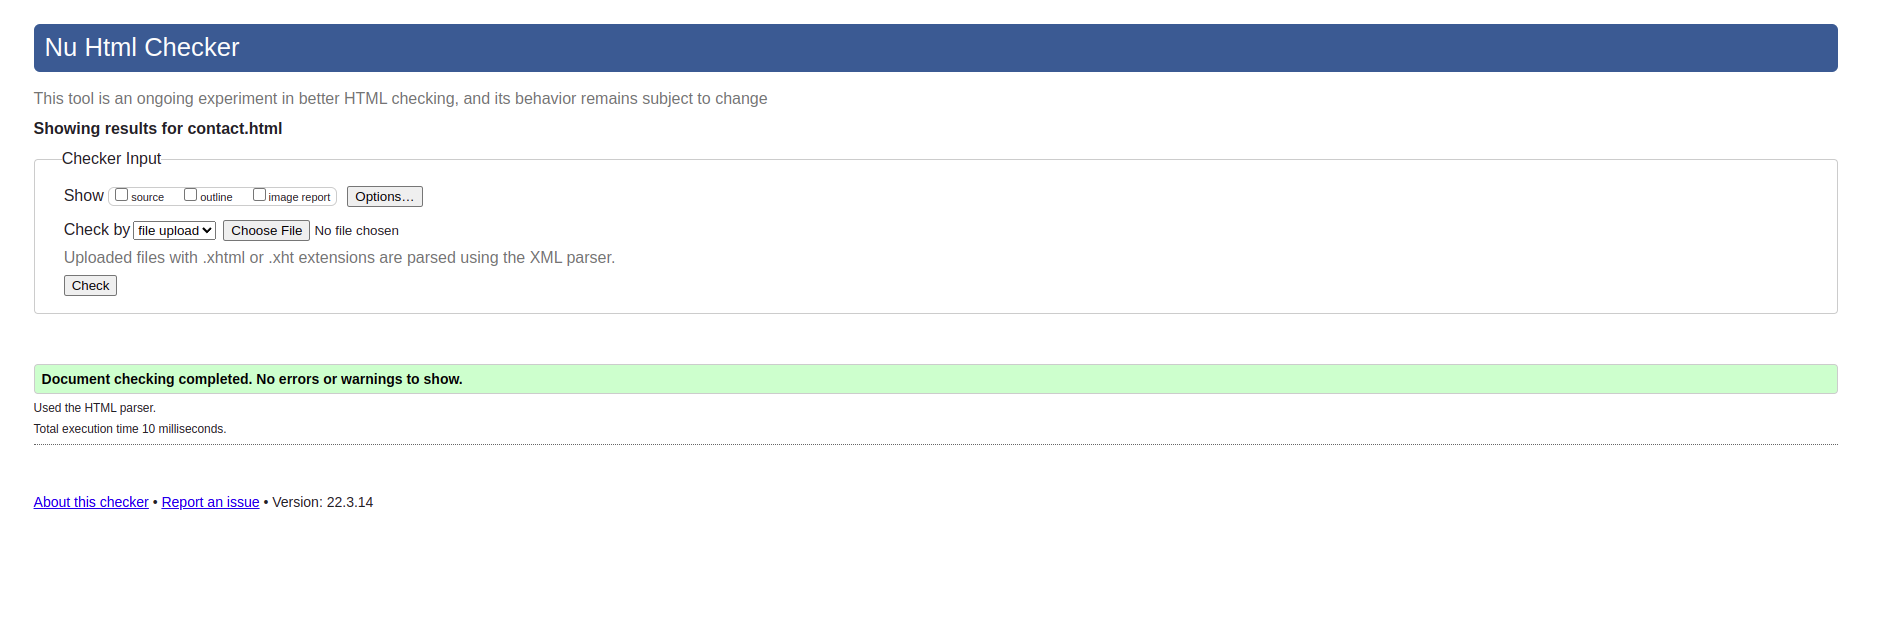 Nu Html Checker
This tool is an ongoing experiment in better HTML checking, and its behavior remains subject to change
Showing results for contact.html
Checker Input
Show source outline image report Options...
Check by file upload Choose File No file chosen
Uploaded files with .xhtml or .xht extensions are parsed using the XML parser.
Check
Document checking completed. No errors or warnings to show.
Used the HTML parser.
Total execution time 10 milliseconds.
About this checker • Report an issue • Version: 22.3.14